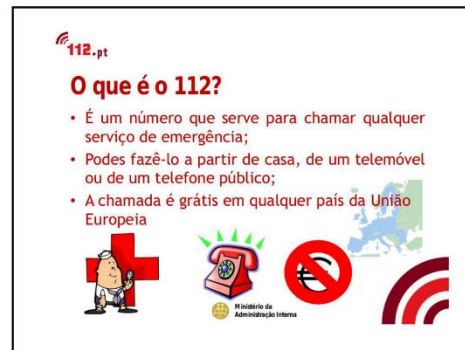 112.pt
O que é o 112?
• É um número que serve para chamar qualquer
serviço de emergência;
• Podes fazê-lo a partir de casa, de um telemóvel
ou de um telefone público;
• A chamada é grátis em qualquer país da União
Europeia
€
Ministério da
Administração Interna